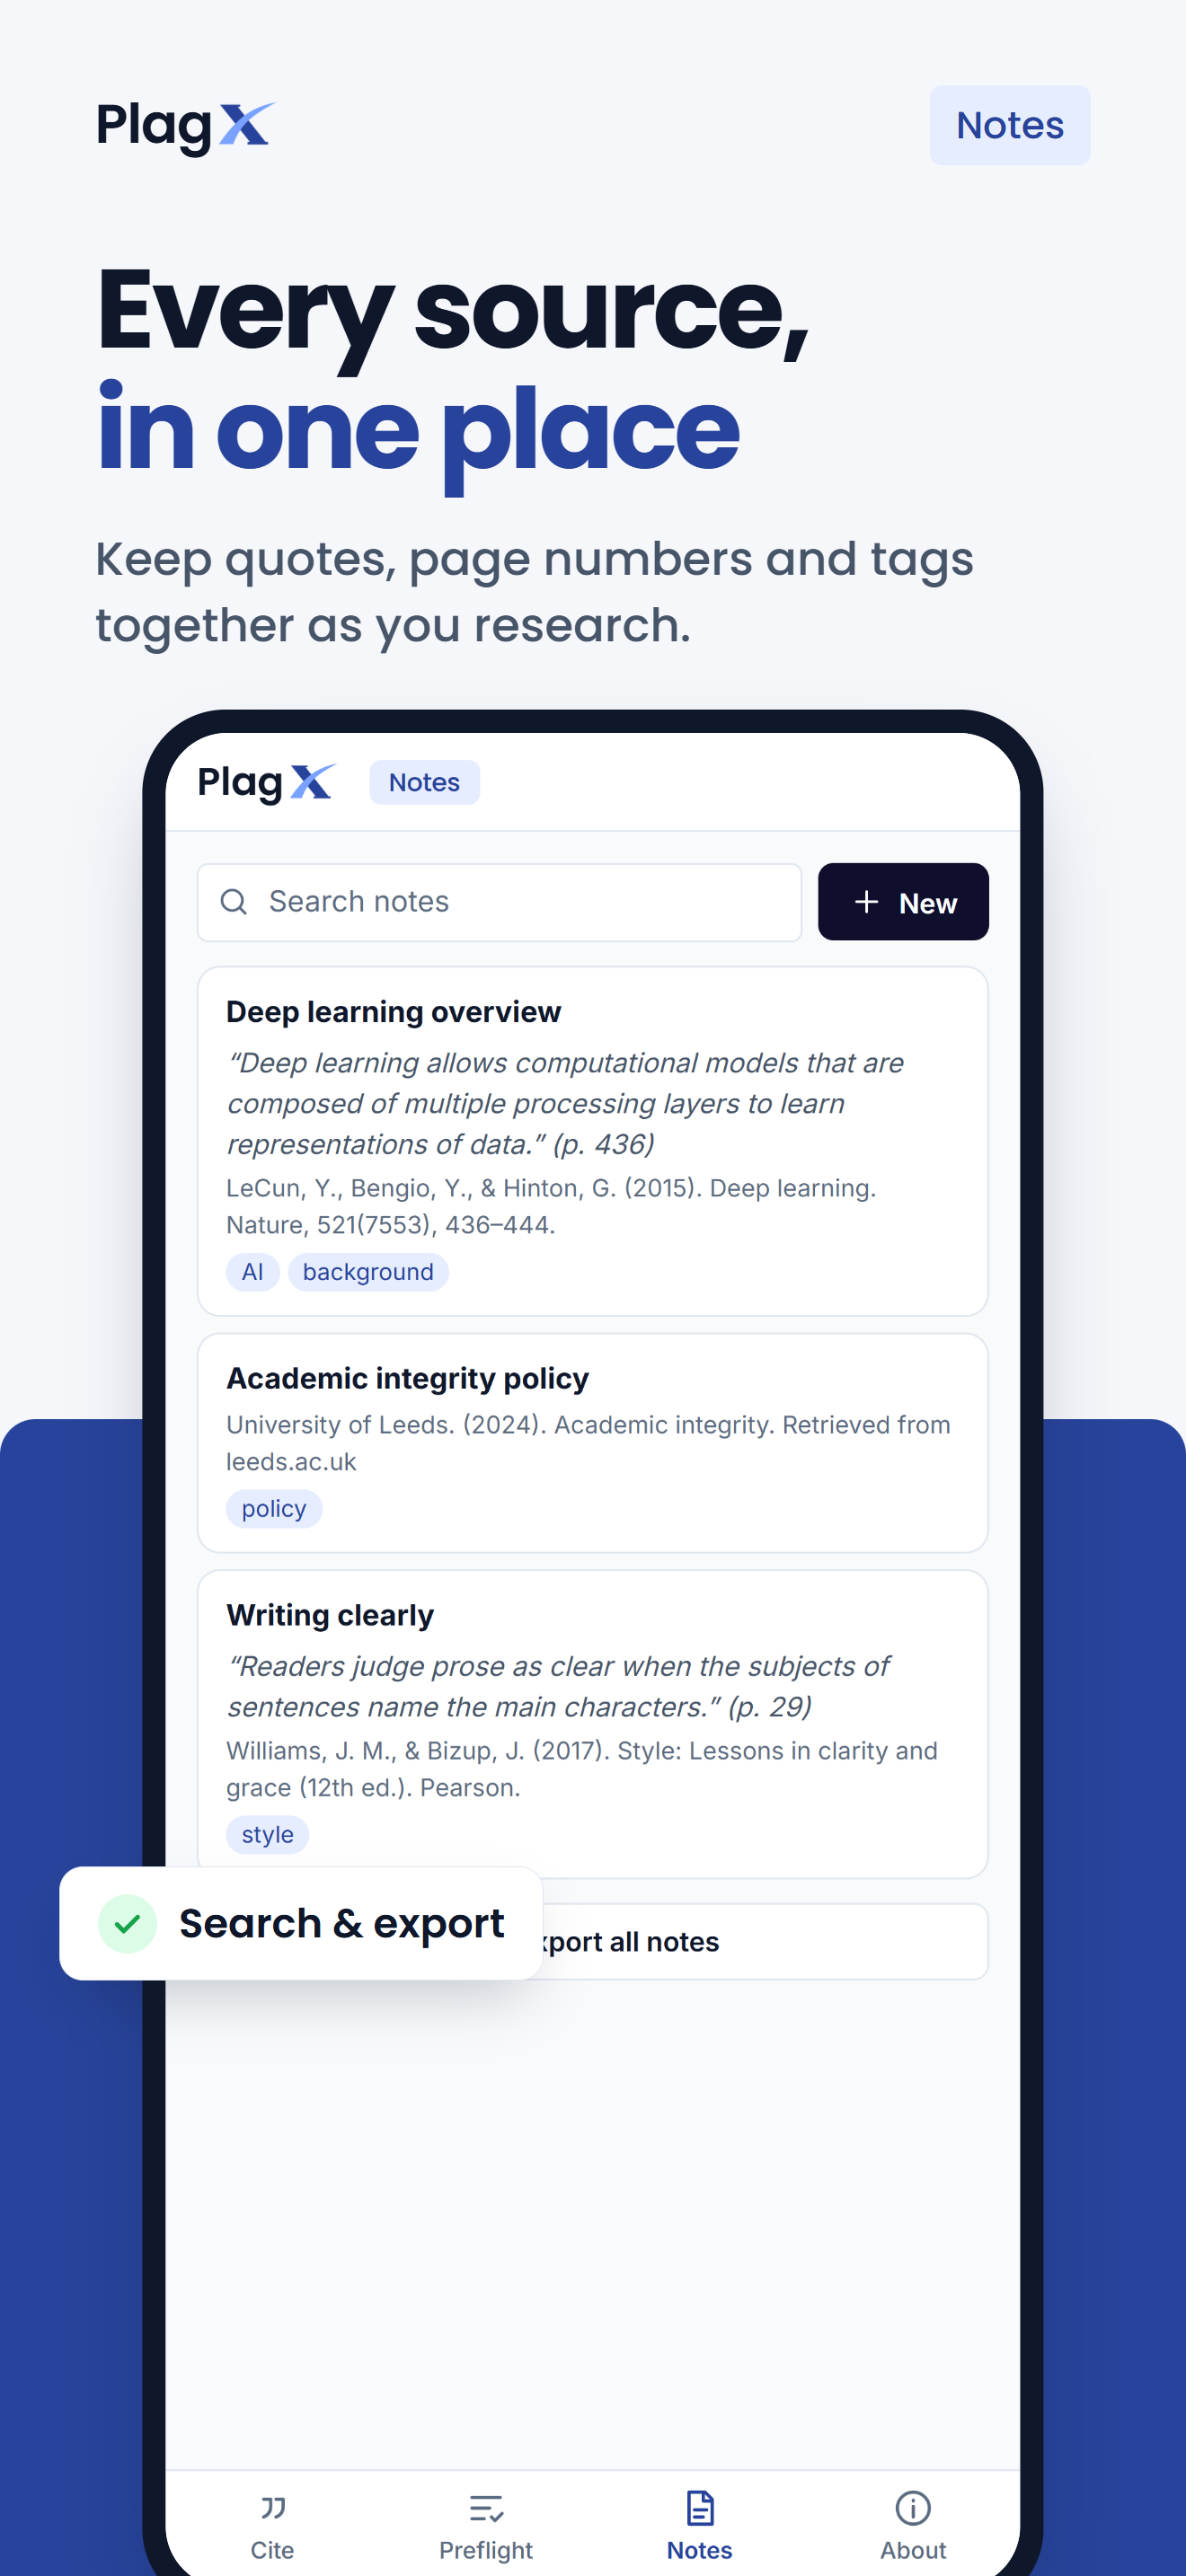 PlagX
Notes
Every source,
in one place
Keep quotes, page numbers and tags
together as you research.
PlagX
Notes
Search notes
New
Deep learning overview
“Deep learning allows computational models that are
composed of multiple processing layers to learn
representations of data.” (p. 436)
LeCun, Y., Bengio, Y., & Hinton, G. (2015). Deep learning.
Nature, 521(7553), 436–444.
AI
background
Academic integrity policy
University of Leeds. (2024). Academic integrity. Retrieved from
leeds.ac.uk
policy
Writing clearly
“Readers judge prose as clear when the subjects of
sentences name the main characters.” (p. 29)
Williams, J. M., & Bizup, J. (2017). Style: Lessons in clarity and
grace (12th ed.). Pearson.
style
Search & export
all notes
Cite
Preflight
Notes
About